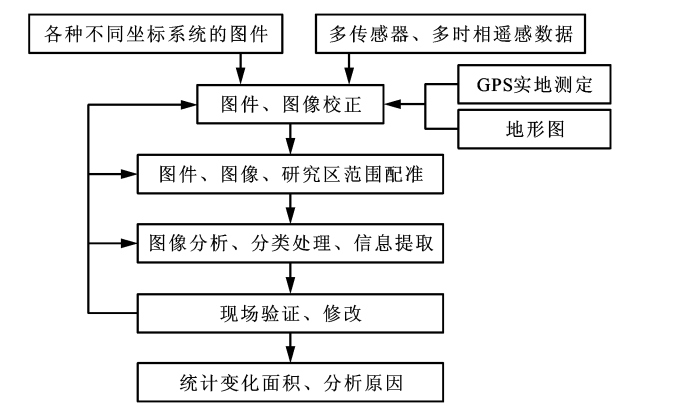 各种不同坐标系统的图件
多传感器、多时相遥感数据
图件、图像校正
GPS实地测定
地形图
图件、图像、研究区范围配准
图像分析、分类处理、信息提取
现场验证、修改
统计变化面积、分析原因